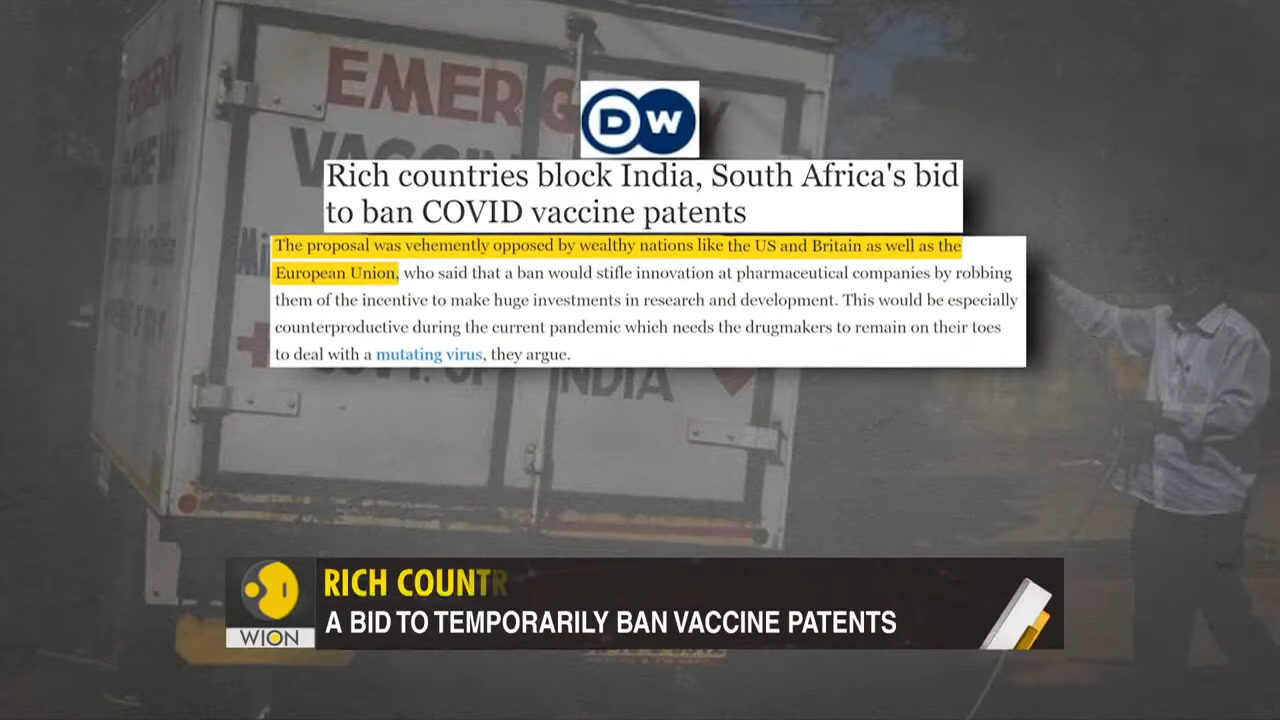 EMERG Y
VACCIN
DW
Rich countries block India, South Africa's bid
to ban COVID vaccine patents
The proposal was vehemently opposed by wealthy nations like the US and Britain as well as the
European Union, who said that a ban would stifle innovation at pharmaceutical companies by robbing
them of the incentive to make huge investments in research and development. This would be especially
counterproductive during the current pandemic which needs the drugmakers to remain on their toes
to deal with a mutating virus, they argue.
GOVT. OF INDIA
RICH COUNTR
A BID TO TEMPORARILY BAN VACCINE PATENTS
WION